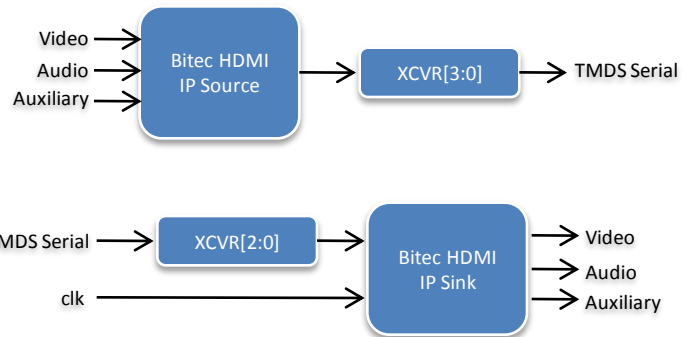 Video
Audio
Auxiliary
Bitec HDMI
IP Source
XCVR[3:0]
TMDS Serial
MDS Serial
clk
XCVR[2:0]
Bitec HDMI
IP Sink
Video
Audio
Auxiliary